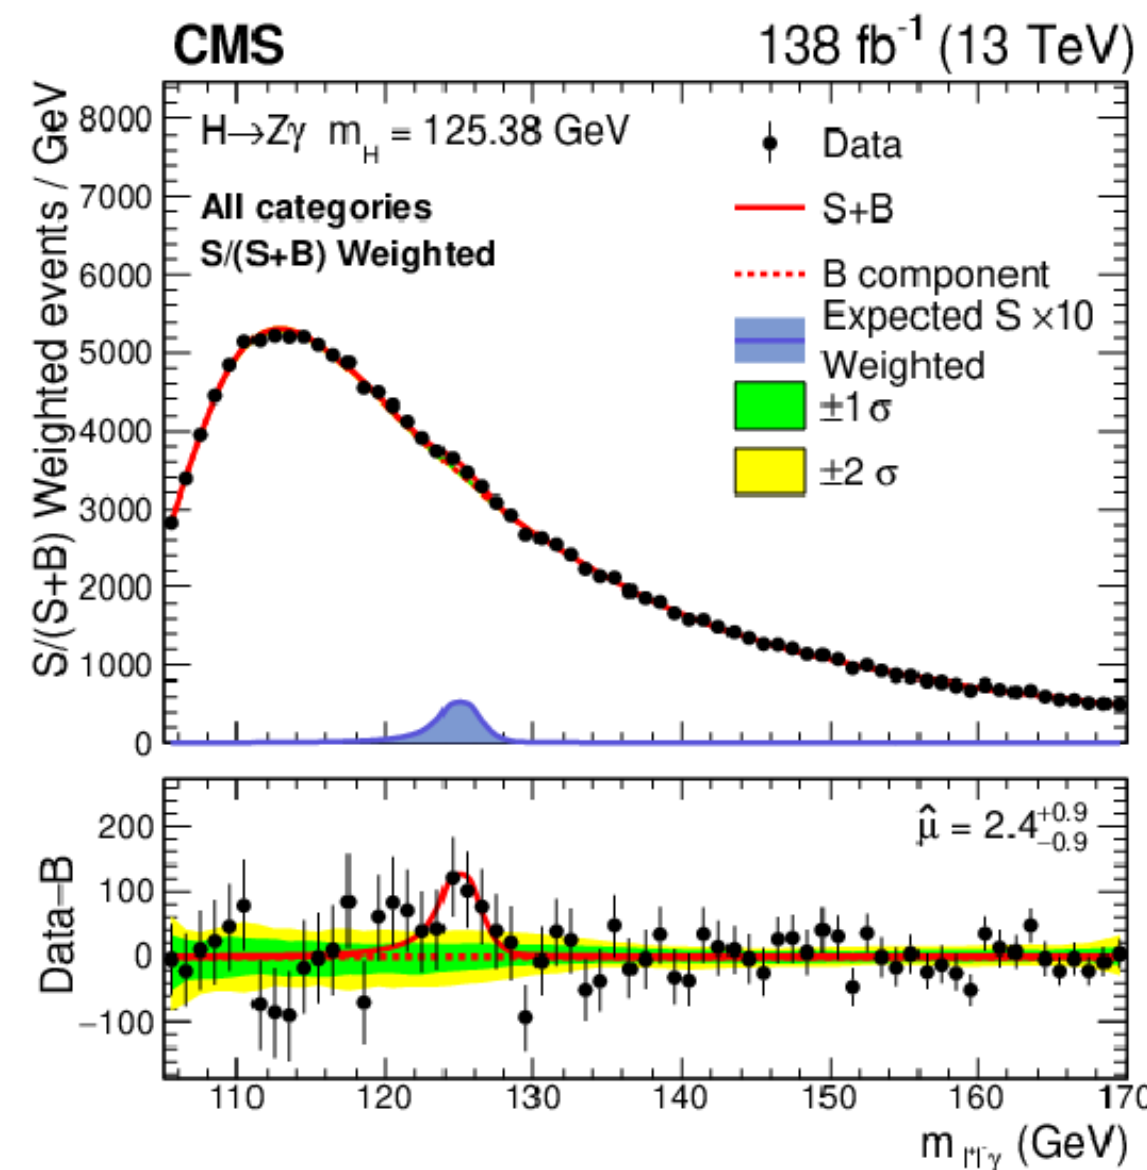 CMS 138 fb⁻¹ (13 TeV)
S/(S+B) Weighted events / GeV
8000
7000
6000
5000
4000
3000
2000
1000
0
H→Zγ m_H = 125.38 GeV
All categories
S/(S+B) Weighted
Data
S+B
B component
Expected S ×10
Weighted
±1 σ
±2 σ
Data−B
200
100
0
−100
μ̂ = 2.4 +0.9 −0.9
110 120 130 140 150 160 170
m l⁺l⁻γ (GeV)